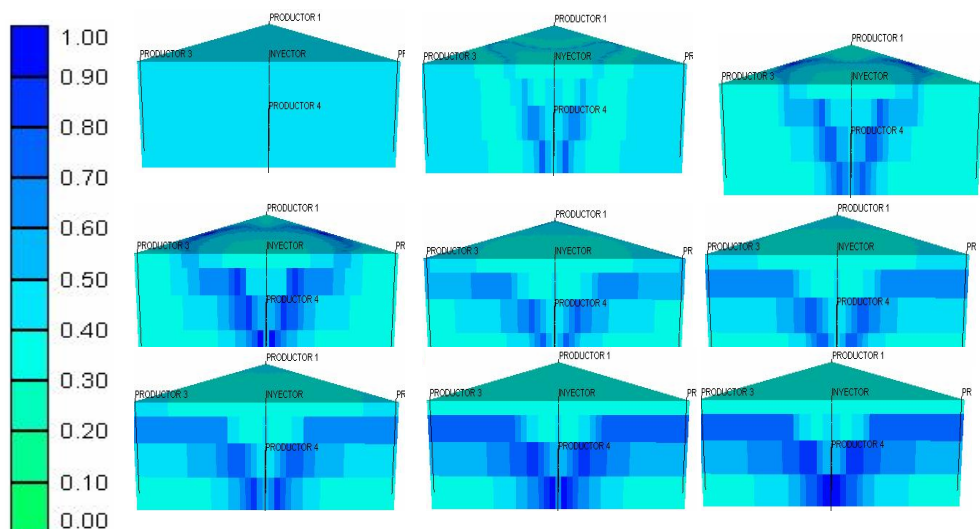 1.00
0.90
0.80
0.70
0.60
0.50
0.40
0.30
0.20
0.10
0.00
PRODUCTOR 1
PRODUCTOR 3 INYECTOR PR
PRODUCTOR 4
PRODUCTOR 1
PRODUCTOR 3 INYECTOR PR
PRODUCTOR 4
PRODUCTOR 1
PRODUCTOR 3 INYECTOR
PRODUCTOR 4
PRODUCTOR 1
PRODUCTOR 3 INYECTOR PR
PRODUCTOR 4
PRODUCTOR 1
PRODUCTOR 3 INYECTOR PR
PRODUCTOR 4
PRODUCTOR 1
PRODUCTOR 3 INYECTOR PR
PRODUCTOR 4
PRODUCTOR 1
PRODUCTOR 3 INYECTOR PR
PRODUCTOR 4
PRODUCTOR 1
PRODUCTOR 3 INYECTOR PR
PRODUCTOR 4
PRODUCTOR 1
PRODUCTOR 3 INYECTOR PR
PRODUCTOR 4